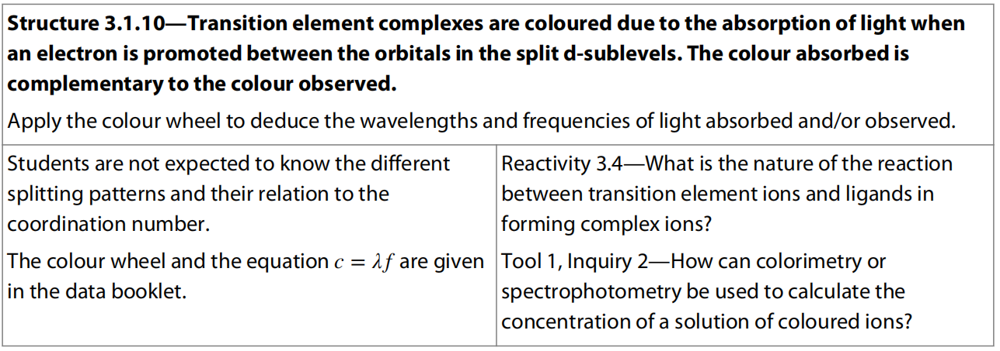 Structure 3.1.10—Transition element complexes are coloured due to the absorption of light when
an electron is promoted between the orbitals in the split d-sublevels. The colour absorbed is
complementary to the colour observed.
Apply the colour wheel to deduce the wavelengths and frequencies of light absorbed and/or observed.
Students are not expected to know the different
splitting patterns and their relation to the
coordination number.
The colour wheel and the equation c = λf are given
in the data booklet.
Reactivity 3.4—What is the nature of the reaction
between transition element ions and ligands in
forming complex ions?
Tool 1, Inquiry 2—How can colorimetry or
spectrophotometry be used to calculate the
concentration of a solution of coloured ions?